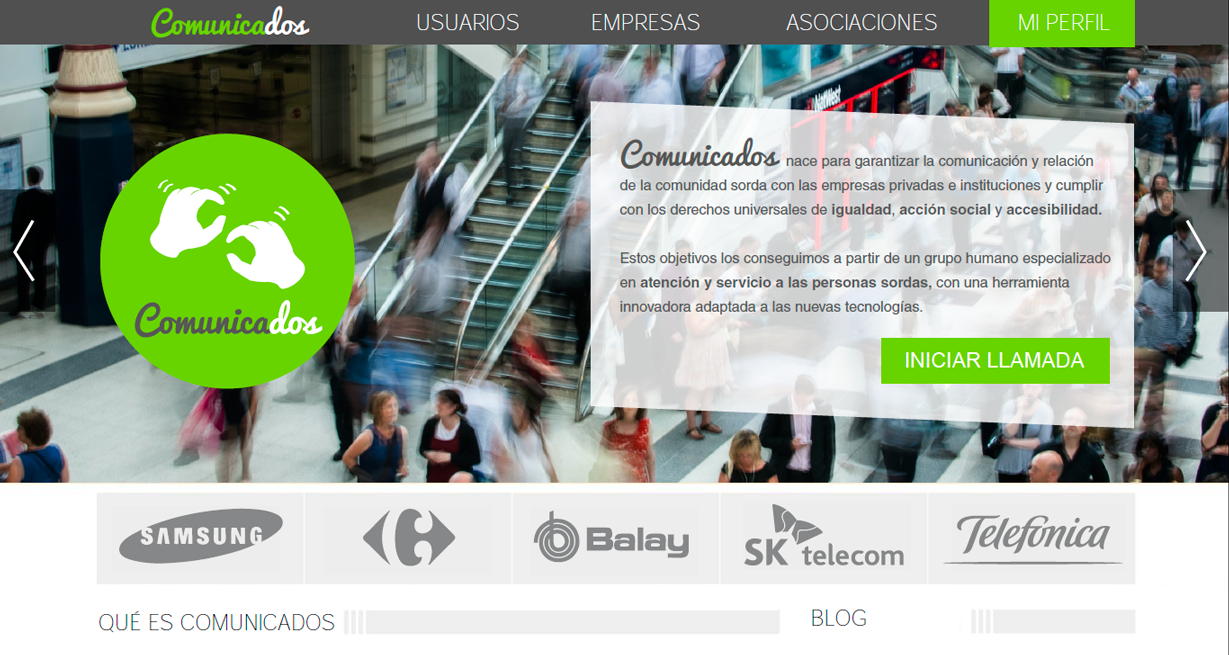 Comunicados USUARIOS EMPRESAS ASOCIACIONES MI PERFIL
NatWest
Comunicados
Comunicados nace para garantizar la comunicación y relación
de la comunidad sorda con las empresas privadas e instituciones y cumplir
con los derechos universales de igualdad, acción social y accesibilidad.
Estos objetivos los conseguimos a partir de un grupo humano especializado
en atención y servicio a las personas sordas, con una herramienta
innovadora adaptada a las nuevas tecnologías.
INICIAR LLAMADA
SAMSUNG Balay SK telecom Telefónica
QUÉ ES COMUNICADOS BLOG